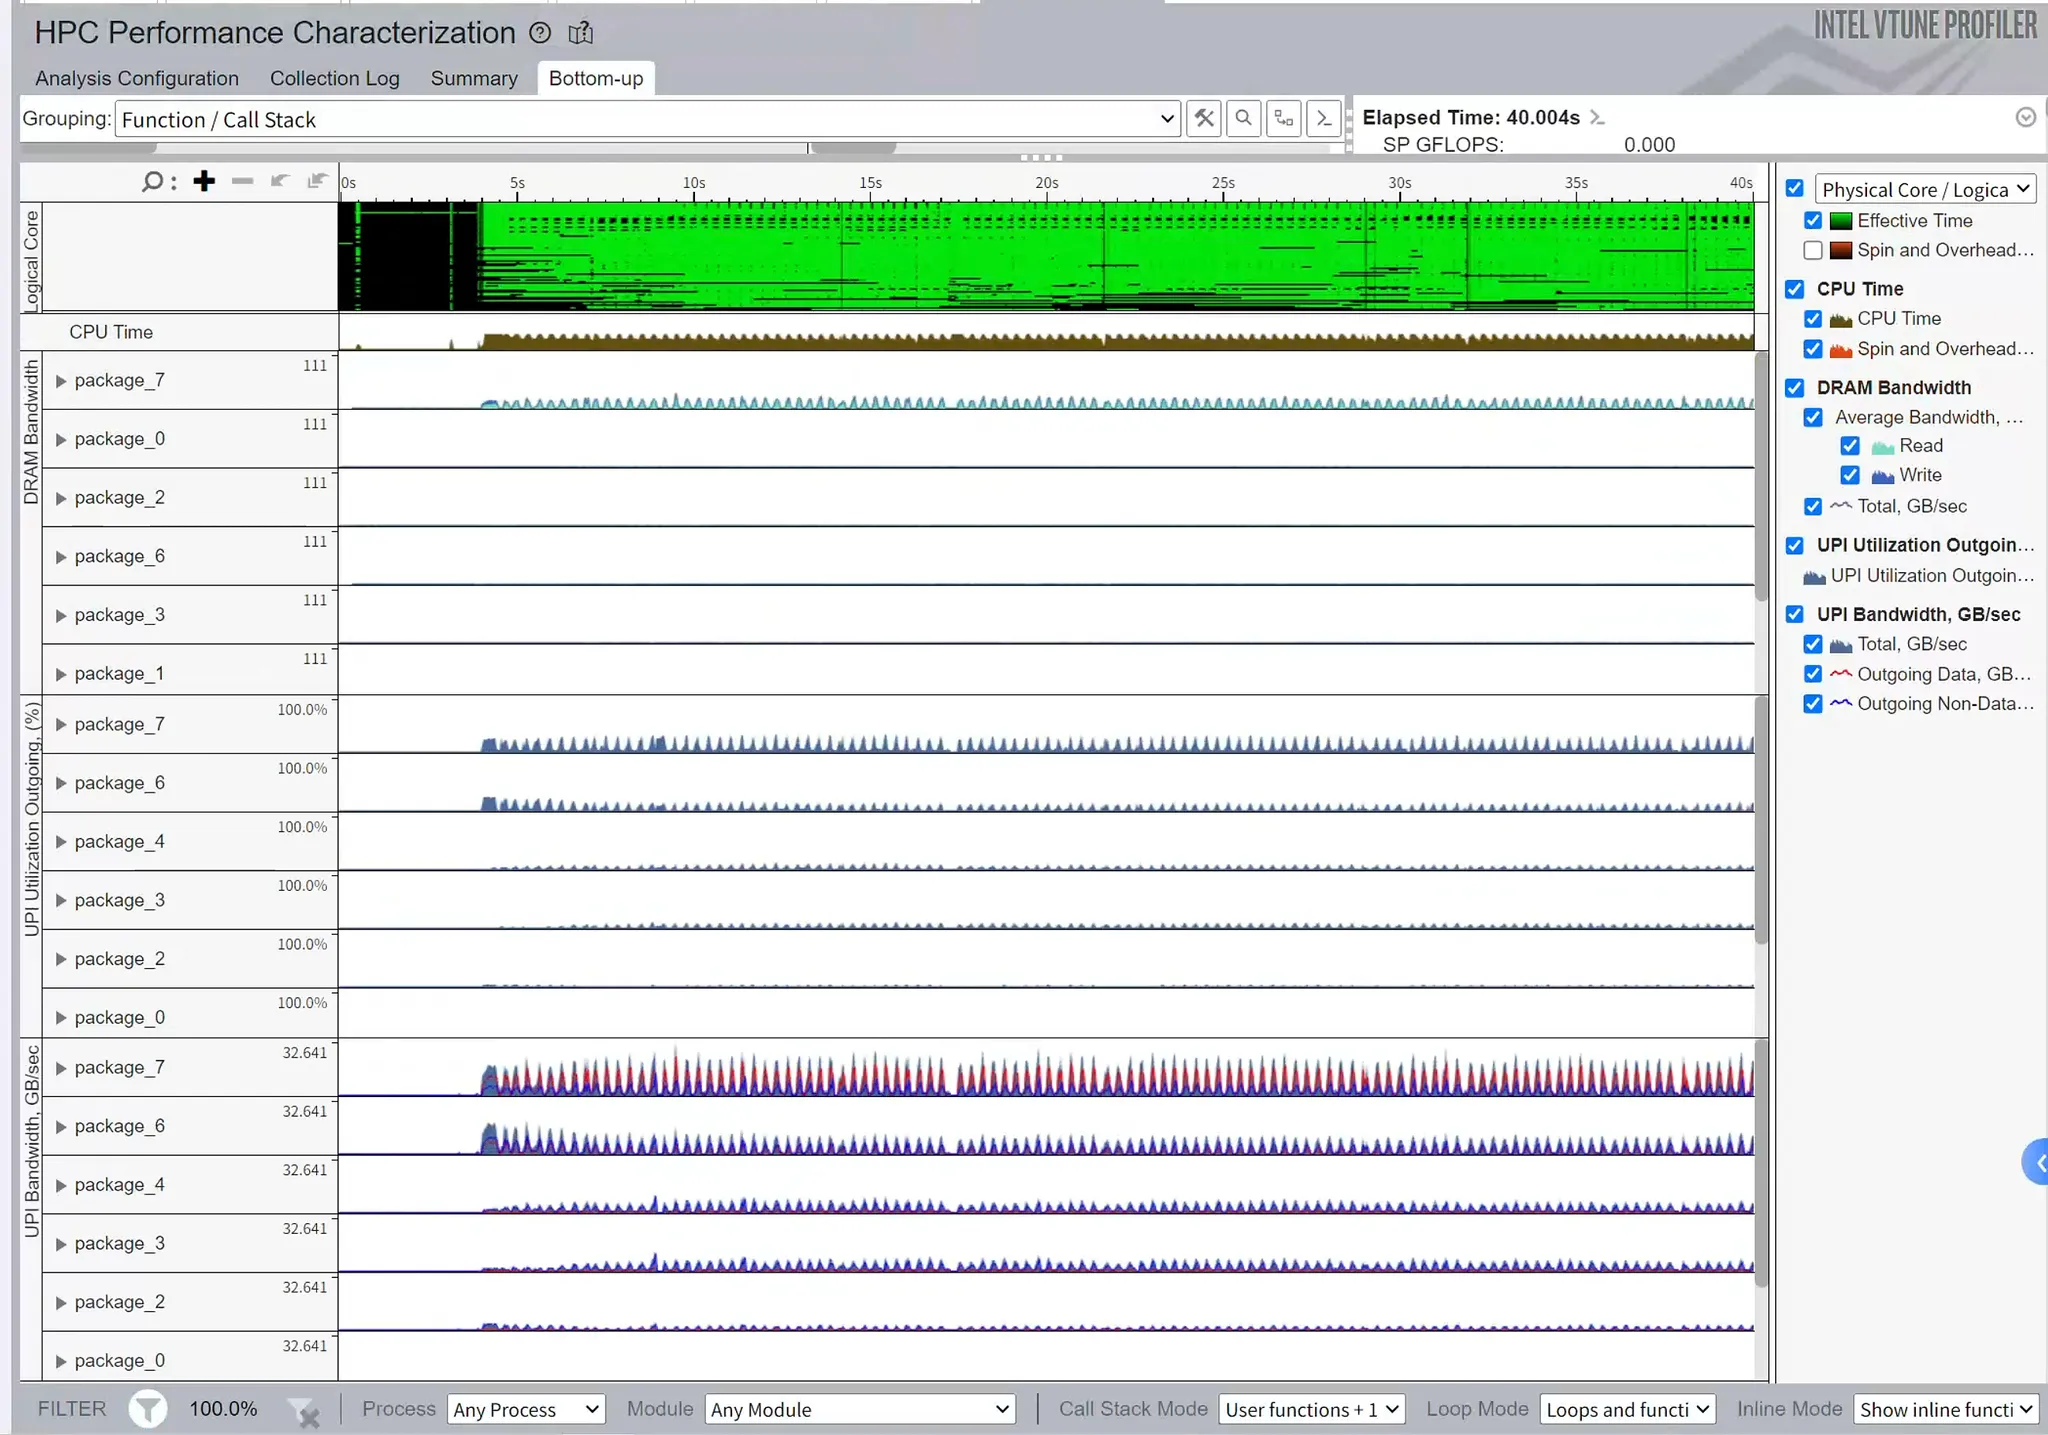 HPC Performance Characterization
INTEL VTUNE PROFILER
Analysis Configuration Collection Log Summary Bottom-up
Grouping: Function / Call Stack
Elapsed Time: 40.004s
SP GFLOPS: 0.000
0s 5s 10s 15s 20s 25s 30s 35s 40s
Logical Core
CPU Time
DRAM Bandwidth
package_7 111
package_0 111
package_2 111
package_6 111
package_3 111
package_1 111
UPI Utilization Outgoing, (%)
package_7 100.0%
package_6 100.0%
package_4 100.0%
package_3 100.0%
package_2 100.0%
package_0 100.0%
UPI Bandwidth, GB/sec
package_7 32.641
package_6 32.641
package_4 32.641
package_3 32.641
package_2 32.641
package_0 32.641
Physical Core / Logica
Effective Time
Spin and Overhead...
CPU Time
CPU Time
Spin and Overhead...
DRAM Bandwidth
Average Bandwidth, ...
Read
Write
Total, GB/sec
UPI Utilization Outgoin...
UPI Utilization Outgoin...
UPI Bandwidth, GB/sec
Total, GB/sec
Outgoing Data, GB...
Outgoing Non-Data...
FILTER 100.0% Process Any Process Module Any Module Call Stack Mode User functions + 1 Loop Mode Loops and functi Inline Mode Show inline functi